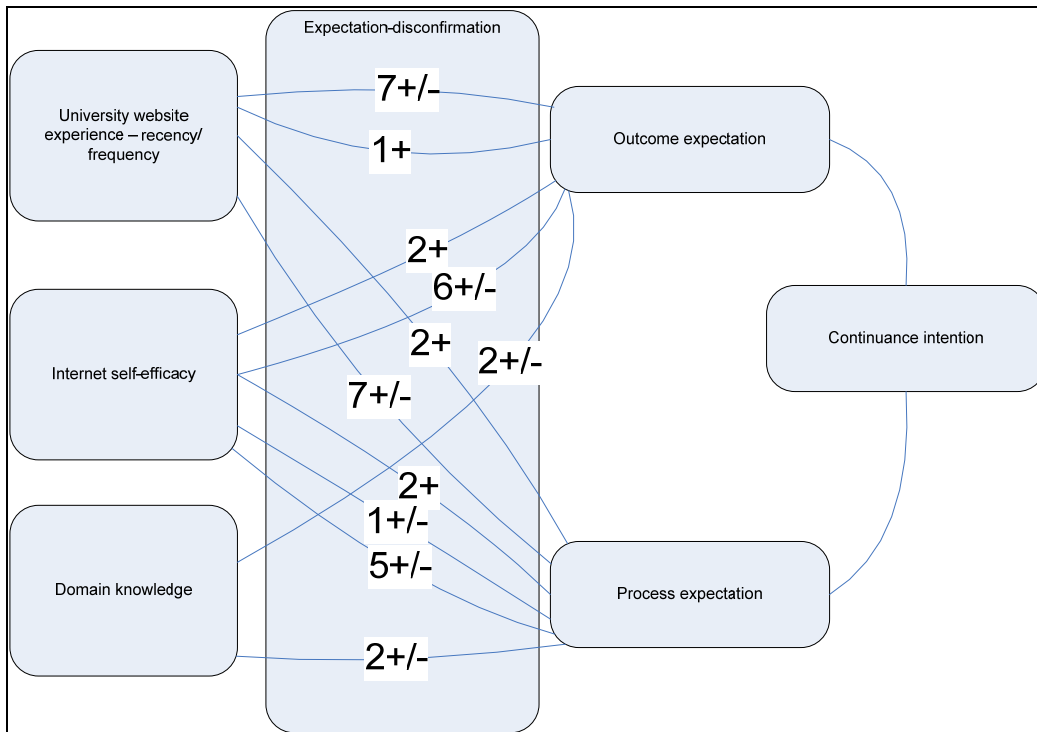 Expectation-disconfirmation
University website
experience – recency/
frequency
7+/-
1+
Outcome expectation
2+
6+/-
Internet self-efficacy
2+
2+/-
Continuance intention
7+/-
2+
1+/-
5+/-
Domain knowledge
Process expectation
2+/-